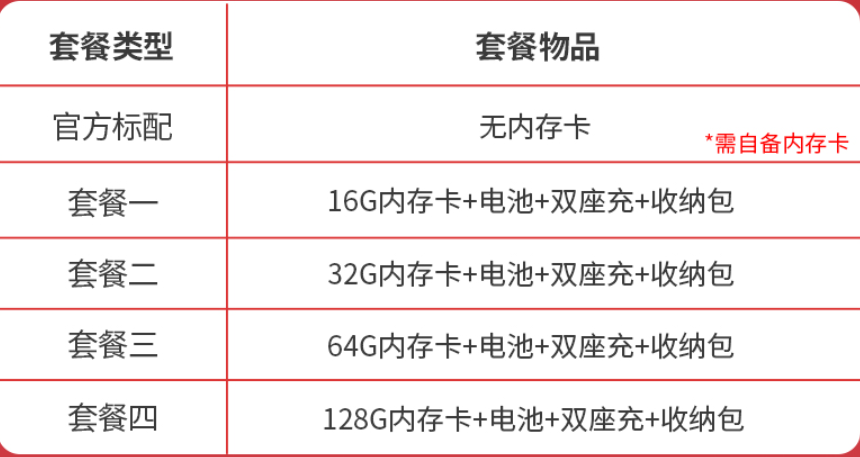 套餐类型 套餐物品
官方标配 无内存卡
*需自备内存卡
套餐一 16G内存卡+电池+双座充+收纳包
套餐二 32G内存卡+电池+双座充+收纳包
套餐三 64G内存卡+电池+双座充+收纳包
套餐四 128G内存卡+电池+双座充+收纳包